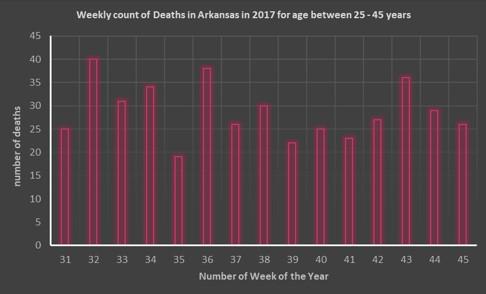 Weekly count of Deaths in Arkansas in 2017 for age between 25 - 45 years
45
40
35
30
25
20
15
10
5
0
number of deaths
31 32 33 34 35 36 37 38 39 40 41 42 43 44 45
Number of Week of the Year